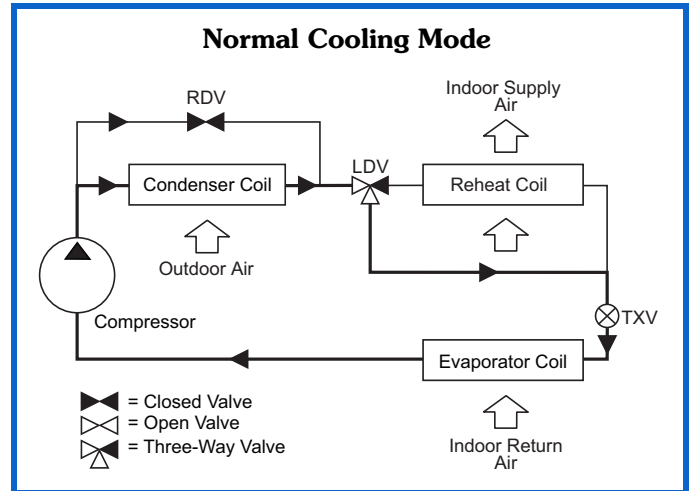 Normal Cooling Mode
Indoor Supply
Air
RDV
LDV
Condenser Coil
Reheat Coil
Outdoor Air
Compressor
TXV
Evaporator Coil
= Closed Valve
= Open Valve
= Three-Way Valve
Indoor Return
Air